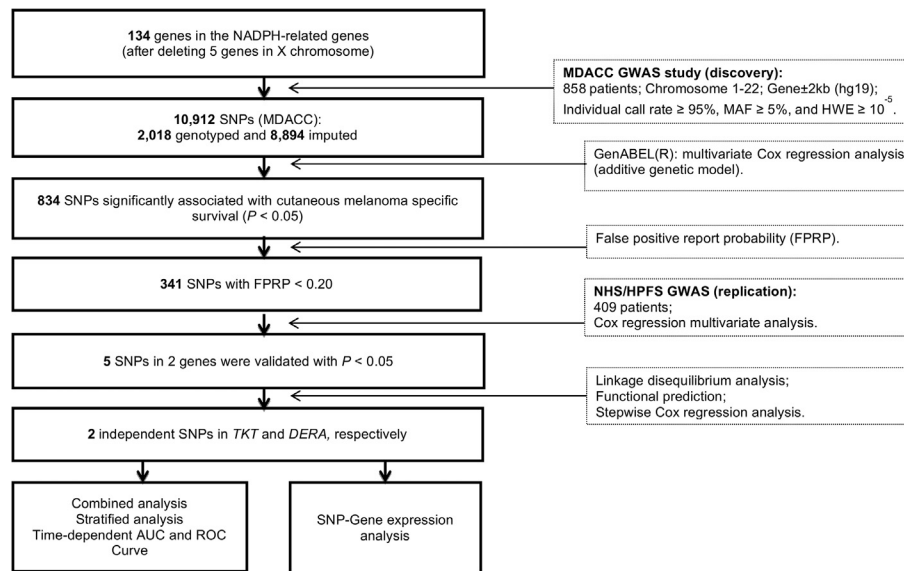 134 genes in the NADPH-related genes
(after deleting 5 genes in X chromosome)
MDACC GWAS study (discovery):
858 patients; Chromosome 1-22; Gene±2kb (hg19);
Individual call rate ≥ 95%, MAF ≥ 5%, and HWE ≥ 10-5.
10,912 SNPs (MDACC):
2,018 genotyped and 8,894 imputed
GenABEL(R): multivariate Cox regression analysis
(additive genetic model).
834 SNPs significantly associated with cutaneous melanoma specific
survival (P < 0.05)
False positive report probability (FPRP).
341 SNPs with FPRP < 0.20
NHS/HPFS GWAS (replication):
409 patients;
Cox regression multivariate analysis.
5 SNPs in 2 genes were validated with P < 0.05
Linkage disequilibrium analysis;
Functional prediction;
Stepwise Cox regression analysis.
2 independent SNPs in TKT and DERA, respectively
Combined analysis
Stratified analysis
Time-dependent AUC and ROC
Curve
SNP-Gene expression
analysis